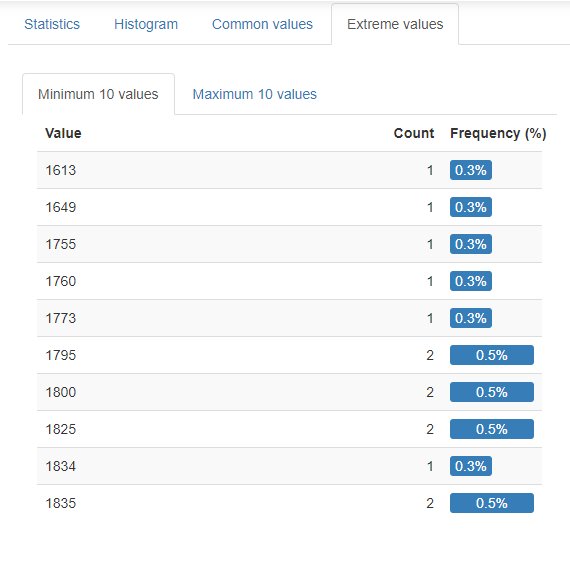 Statistics Histogram Common values Extreme values
Minimum 10 values Maximum 10 values
Value Count Frequency (%)
1613 1 0.3%
1649 1 0.3%
1755 1 0.3%
1760 1 0.3%
1773 1 0.3%
1795 2 0.5%
1800 2 0.5%
1825 2 0.5%
1834 1 0.3%
1835 2 0.5%